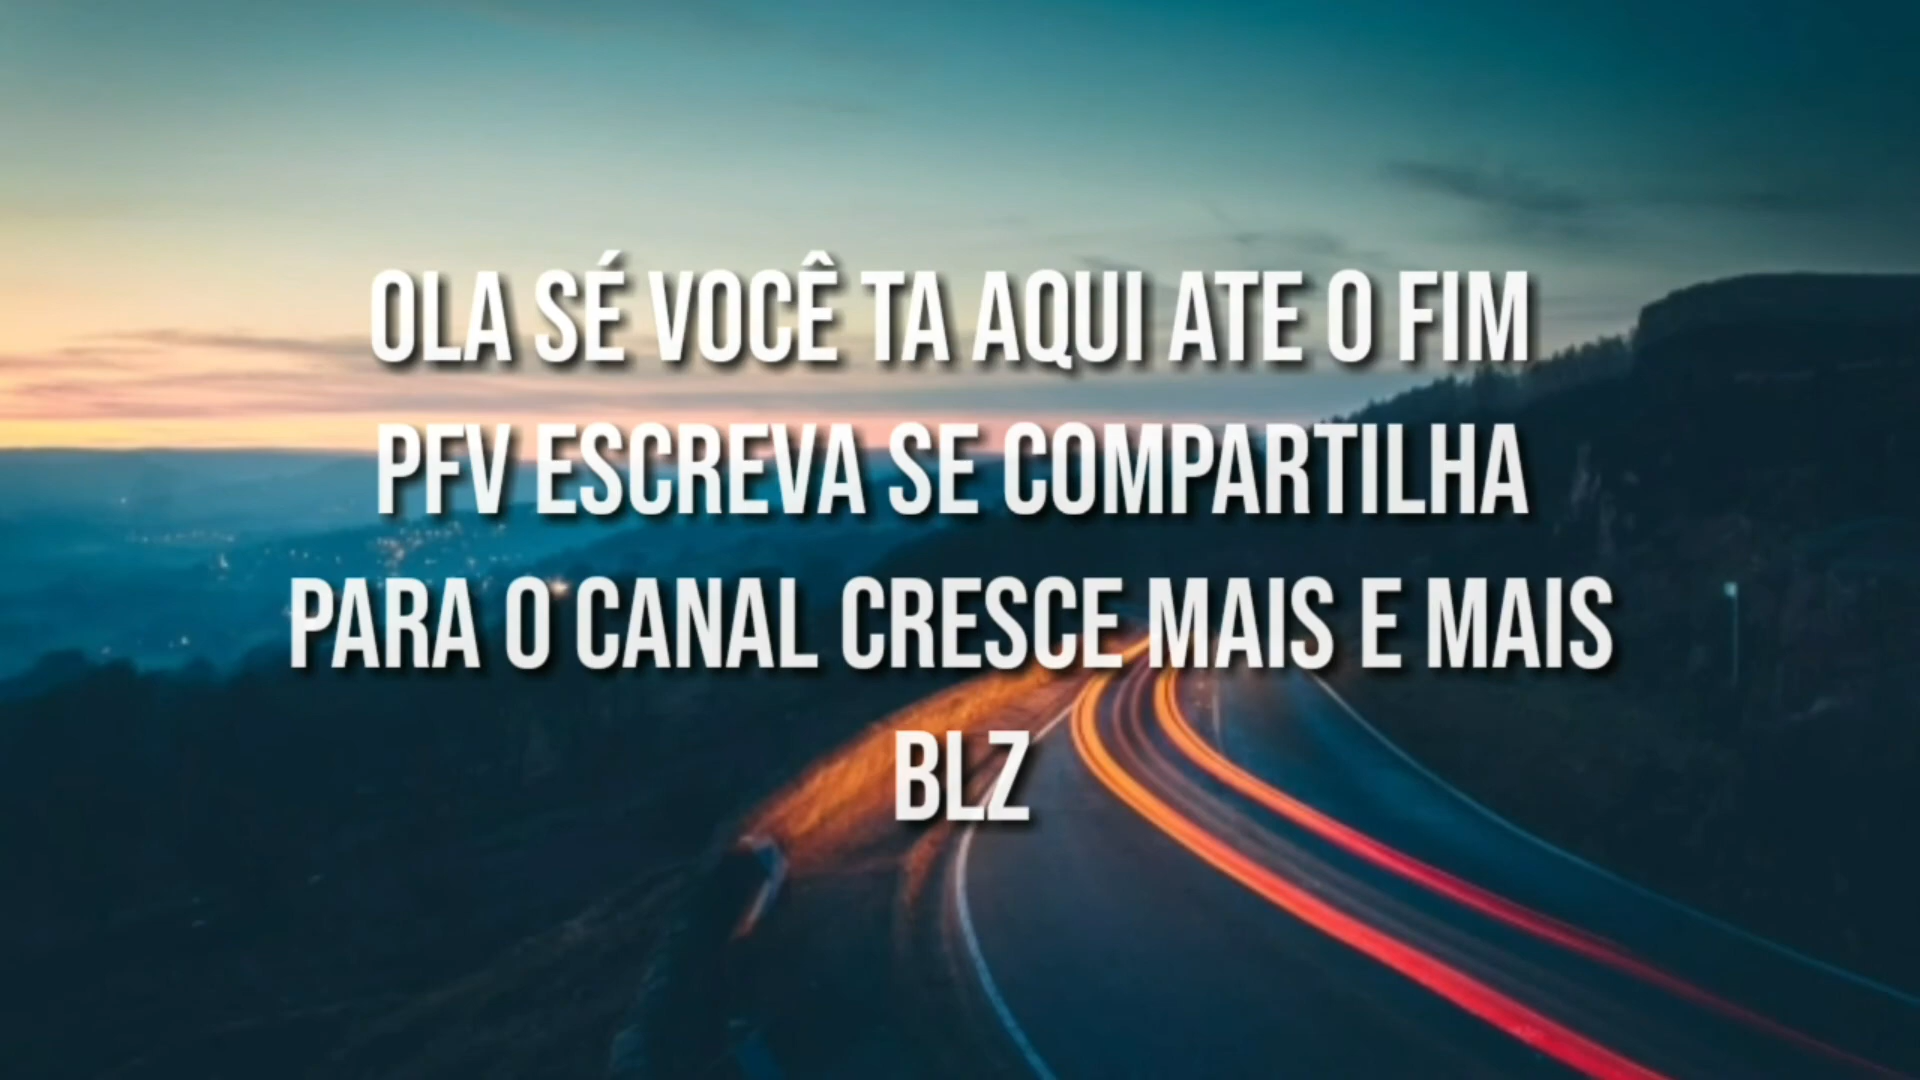 OLA SÉ VOCÊ TA AQUI ATE O FIM
PFV ESCREVA SE COMPARTILHA
PARA O CANAL CRESCE MAIS E MAIS
BLZ